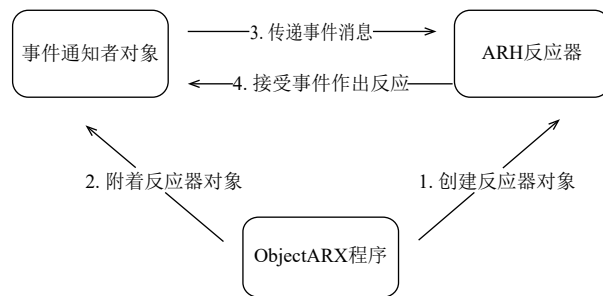 3. 传递事件消息
事件通知者对象
ARH反应器
4. 接受事件作出反应
2. 附着反应器对象
1. 创建反应器对象
ObjectARX程序